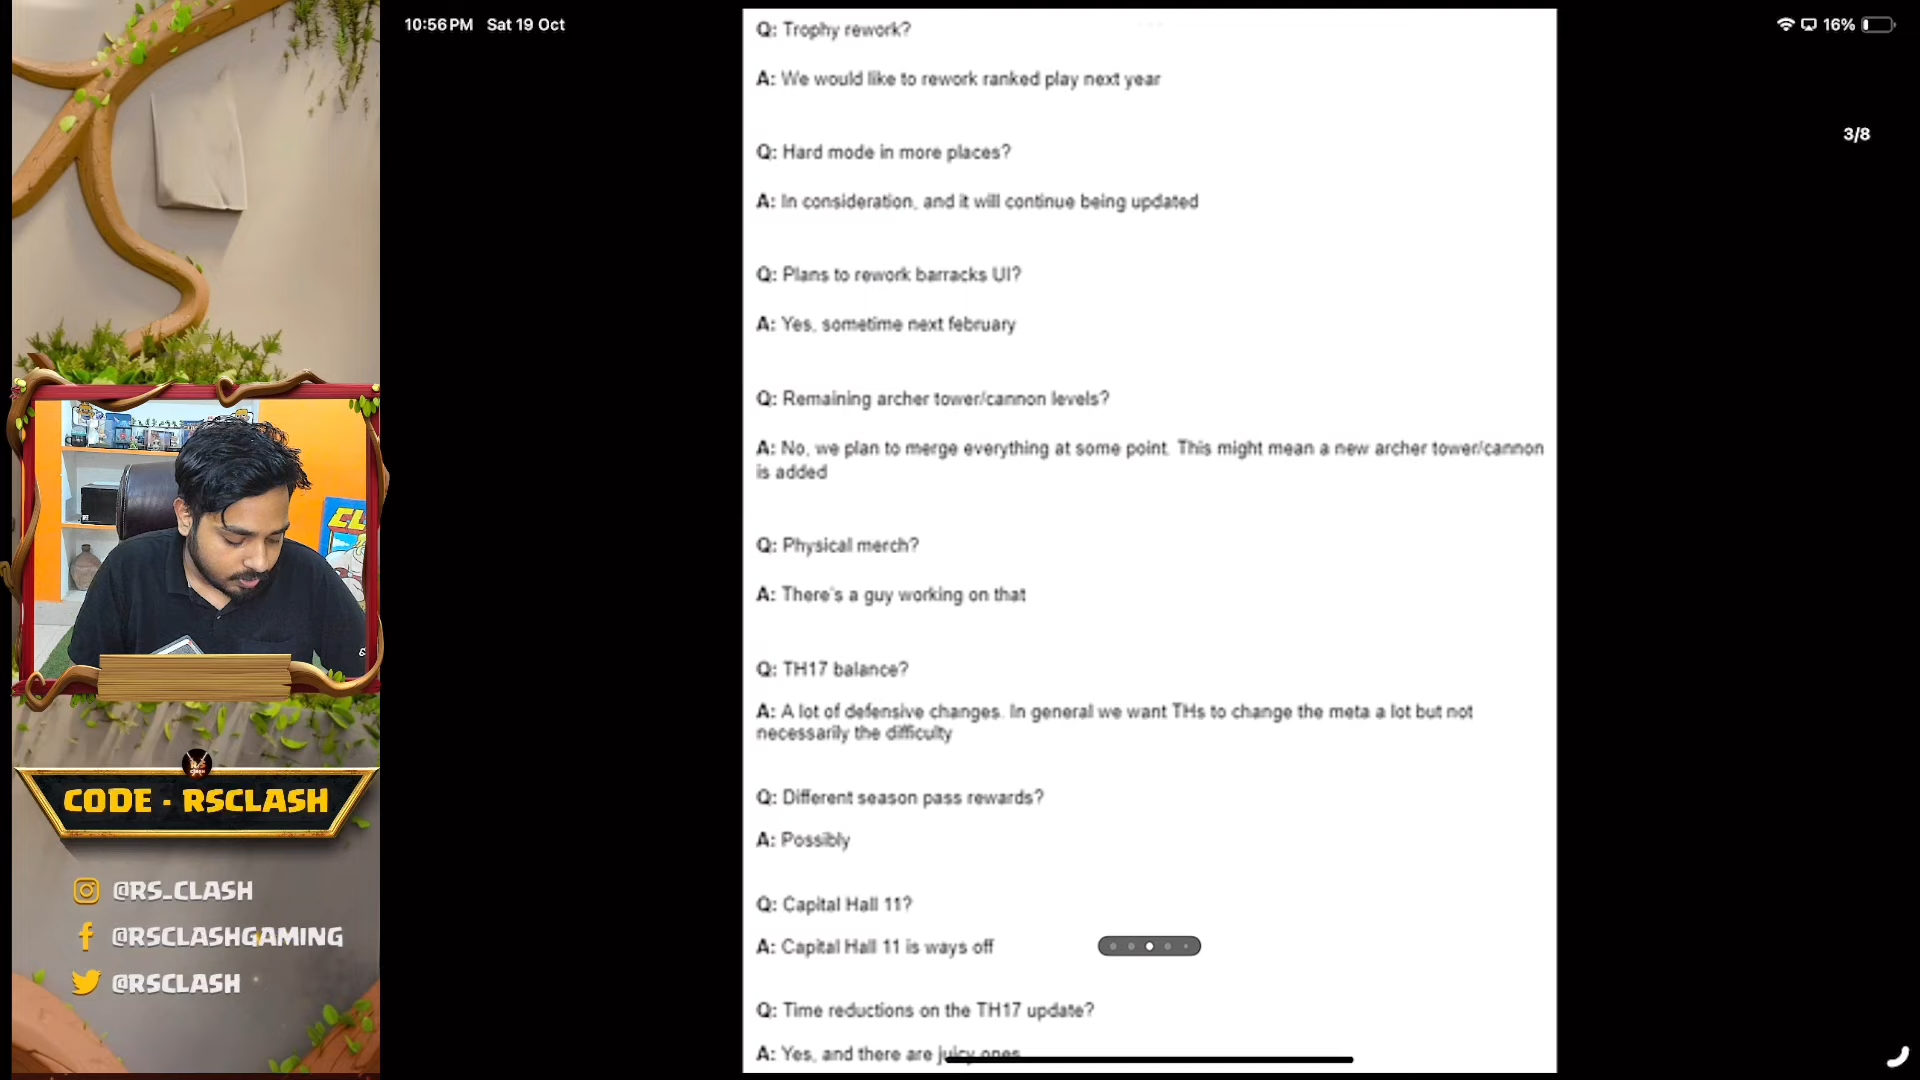 10:56 PM Sat 19 Oct
16%
3/8
Q: Trophy rework?
A: We would like to rework ranked play next year
Q: Hard mode in more places?
A: In consideration, and it will continue being updated
Q: Plans to rework barracks UI?
A: Yes, sometime next february
Q: Remaining archer tower/cannon levels?
A: No, we plan to merge everything at some point. This might mean a new archer tower/cannon
is added
Q: Physical merch?
A: There's a guy working on that
Q: TH17 balance?
A: A lot of defensive changes. In general we want THs to change the meta a lot but not
necessarily the difficulty
Q: Different season pass rewards?
A: Possibly
Q: Capital Hall 11?
A: Capital Hall 11 is ways off
Q: Time reductions on the TH17 update?
A: Yes, and there are juicy ones
CL
CODE - RSCLASH
@RS_CLASH
@RSCLASHGAMING
@RSCLASH